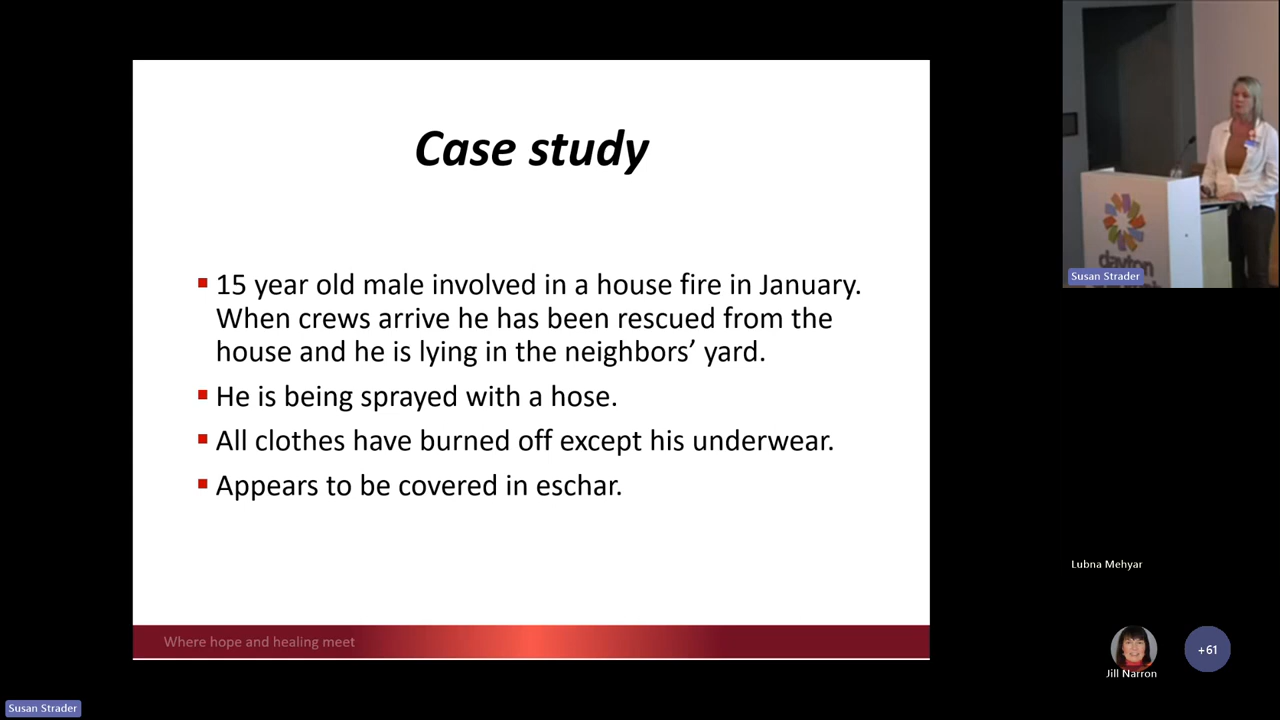 Case study
15 year old male involved in a house fire in January.
When crews arrive he has been rescued from the
house and he is lying in the neighbors’ yard.
He is being sprayed with a hose.
All clothes have burned off except his underwear.
Appears to be covered in eschar.
Where hope and healing meet
dayton
Susan Strader
Lubna Mehyar
Jill Narron
+61
Susan Strader